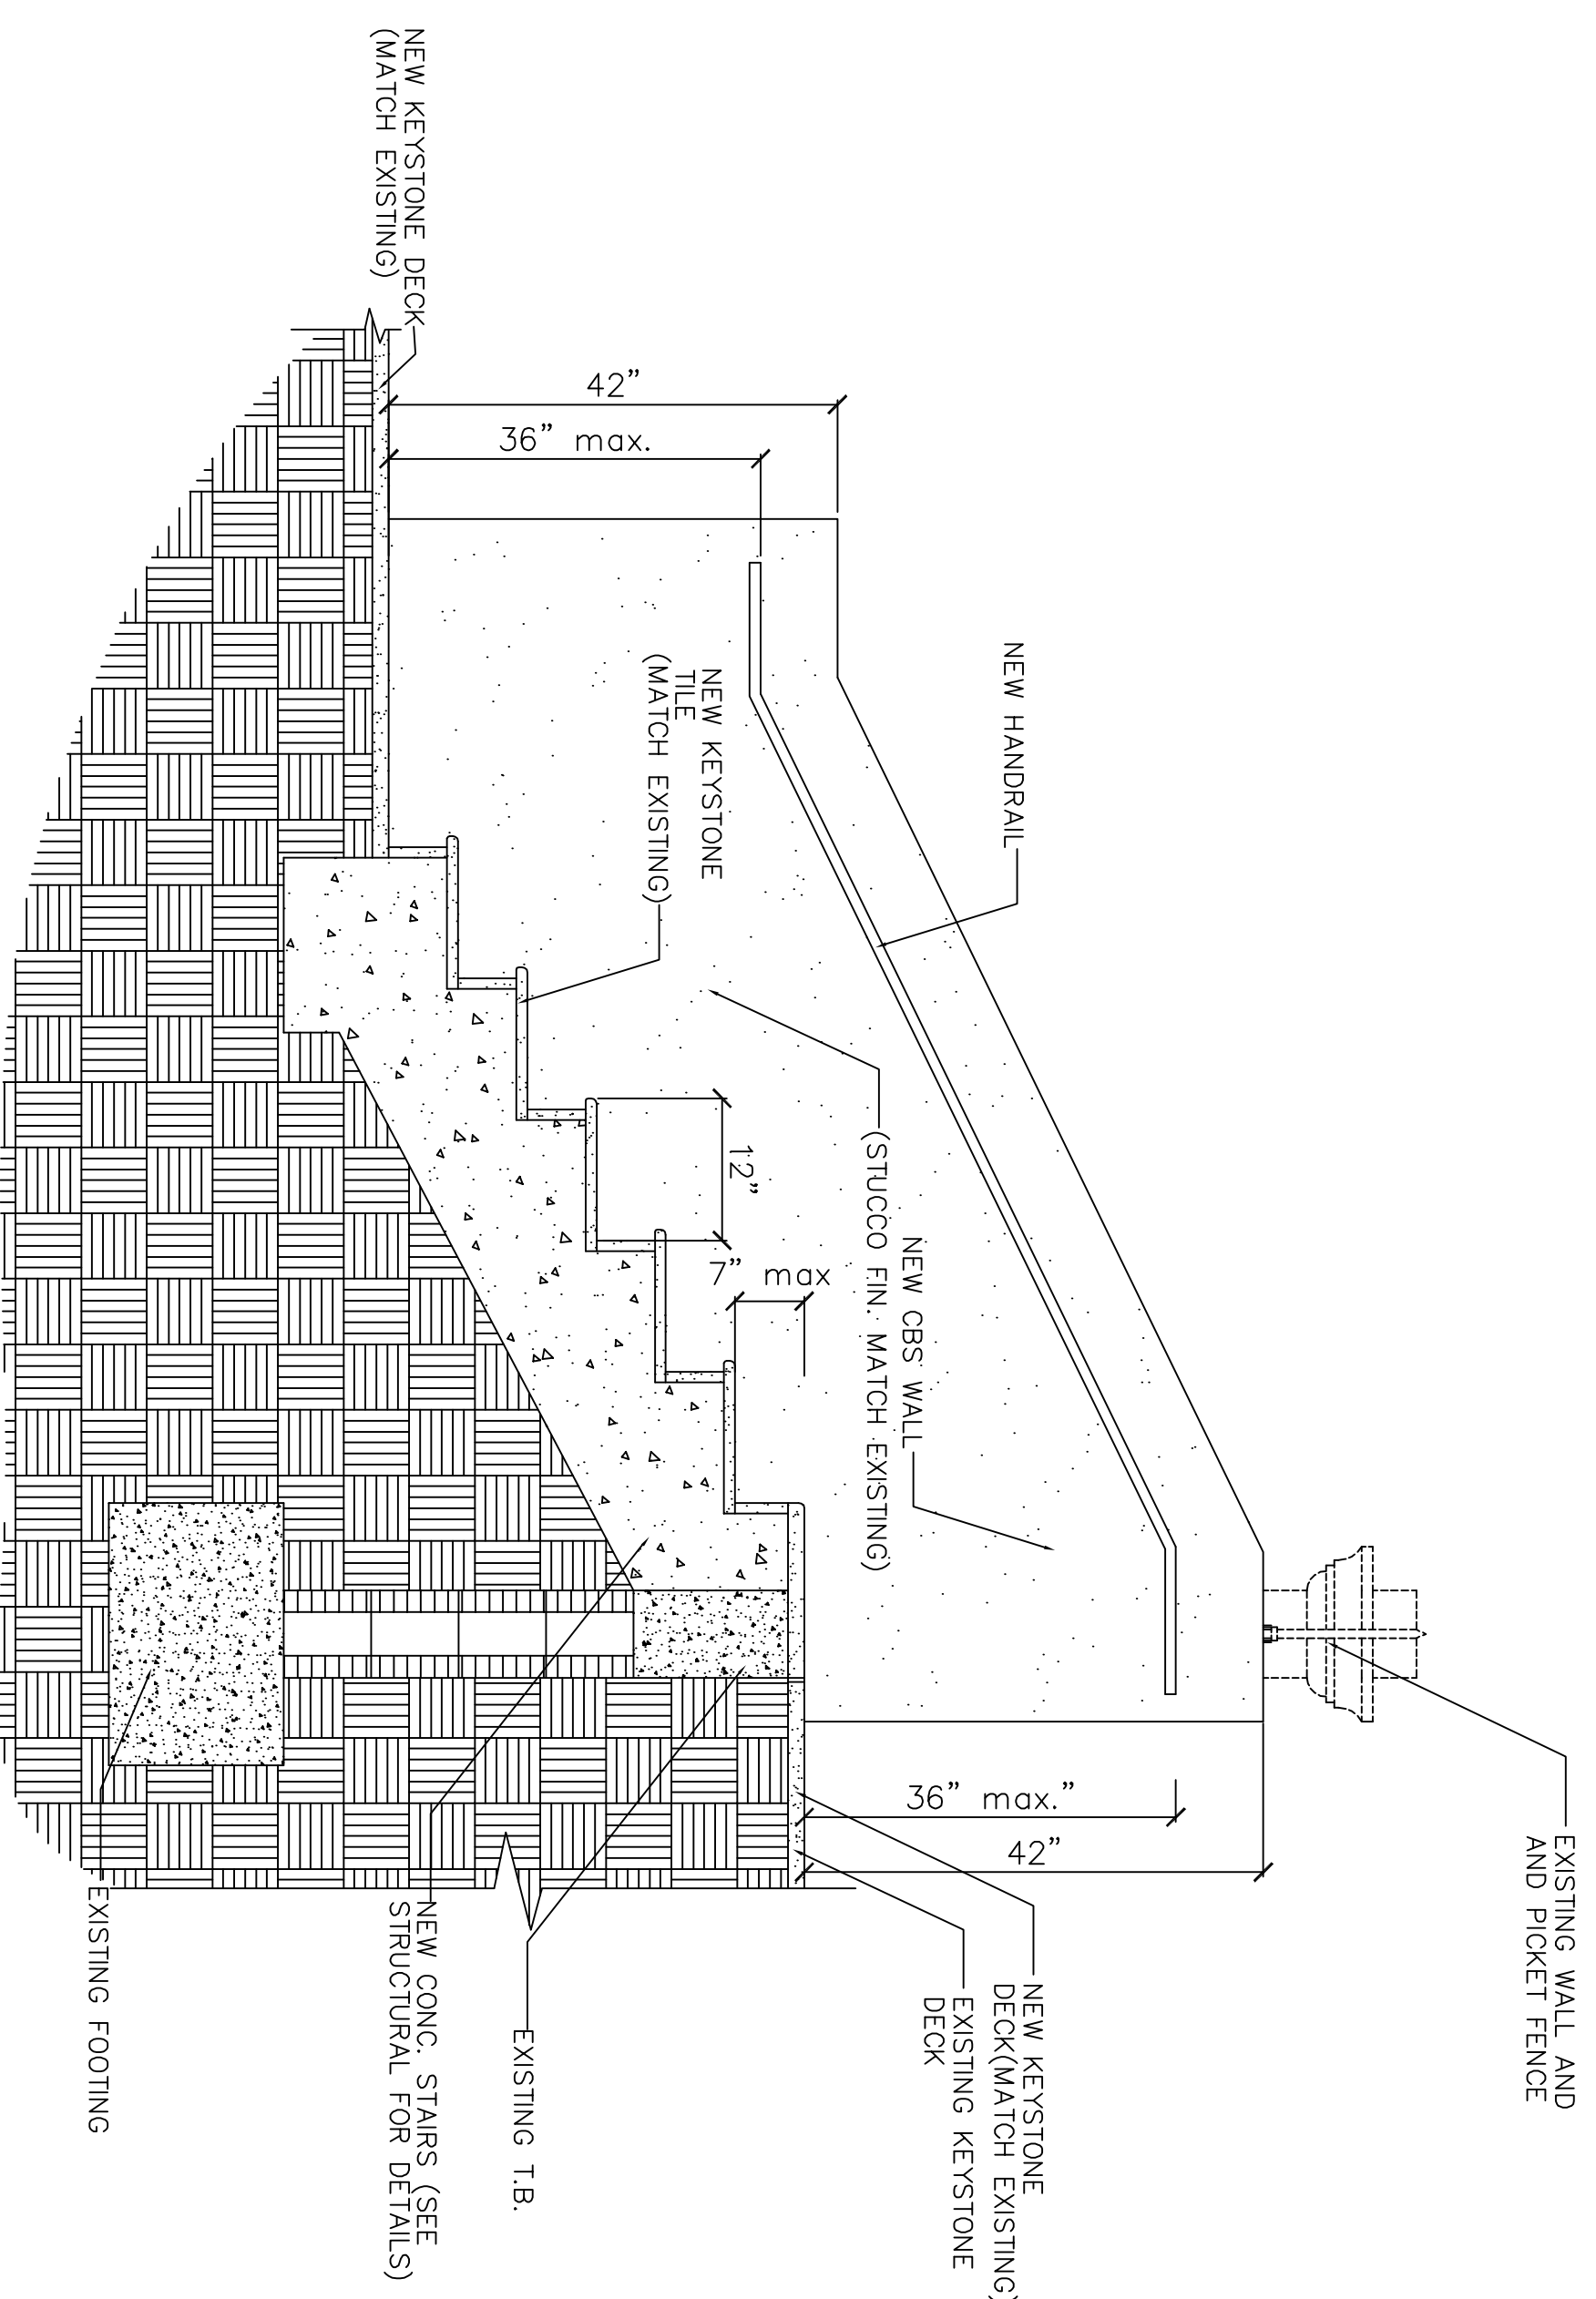 EXISTING WALL AND
AND PICKET FENCE
NEW HANDRAIL
42”
36” max.
NEW KEYSTONE
TILE
(MATCH EXISTING)
12”
7” max
NEW CBS WALL
(STUCCO FIN. MATCH EXISTING)
36” max.”
42”
NEW KEYSTONE
DECK(MATCH EXISTING)
EXISTING KEYSTONE
DECK
NEW KEYSTONE DECK
(MATCH EXISTING)
EXISTING T.B.
NEW CONC. STAIRS (SEE
STRUCTURAL FOR DETAILS)
EXISTING FOOTING